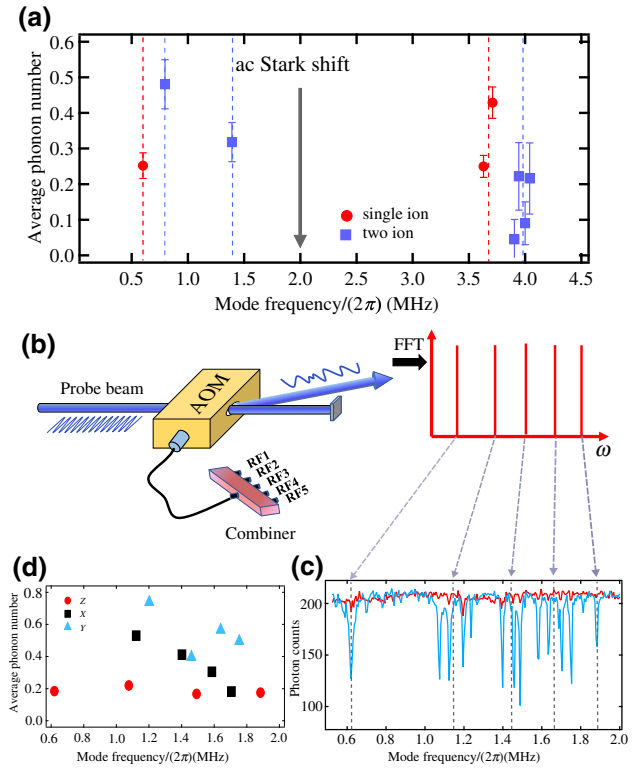 (a)
Average phonon number
0.6
0.5
0.4
0.3
0.2
0.1
0.0
ac Stark shift
single ion
two ion
0.5 1.0 1.5 2.0 2.5 3.0 3.5 4.0 4.5
Mode frequency/(2π) (MHz)
(b)
Probe beam
AOM
RF1
RF2
RF3
RF4
RF5
Combiner
FFT
ω
(d)
Average phonon number
0.8
0.6
0.4
0.2
0.0
Z
X
Y
0.6 0.8 1.0 1.2 1.4 1.6 1.8 2.0
Mode frequency/(2π)(MHz)
(c)
Photon counts
200
150
100
0.6 0.8 1.0 1.2 1.4 1.6 1.8 2.0
Mode frequency/(2π) (MHz)